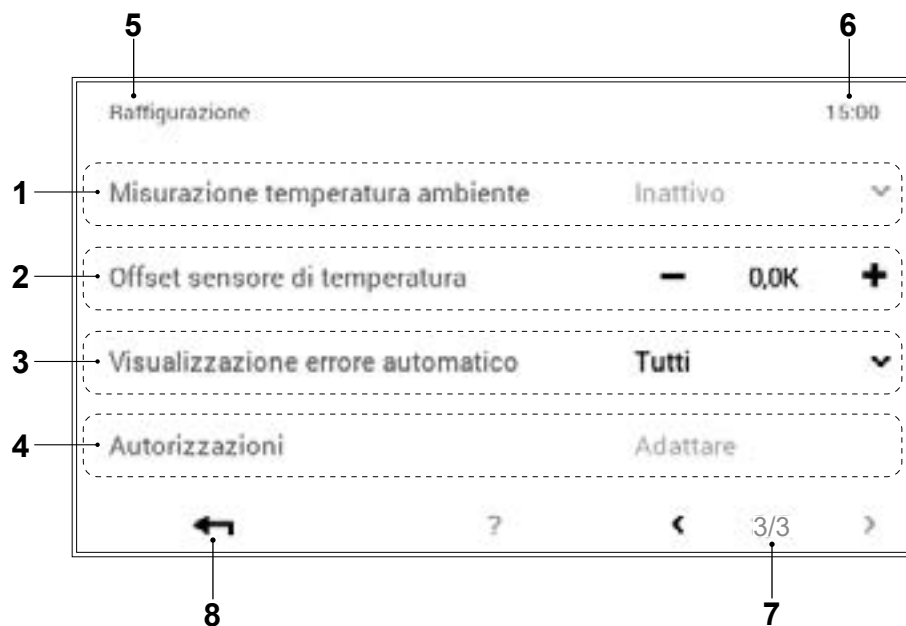 5 6
Raffigurazione 15:00
1 Misurazione temperatura ambiente Inattivo
2 Offset sensore di temperatura − 0,0K +
3 Visualizzazione errore automatico Tutti
4 Autorizzazioni Adattare
? < 3/3 >
8 7